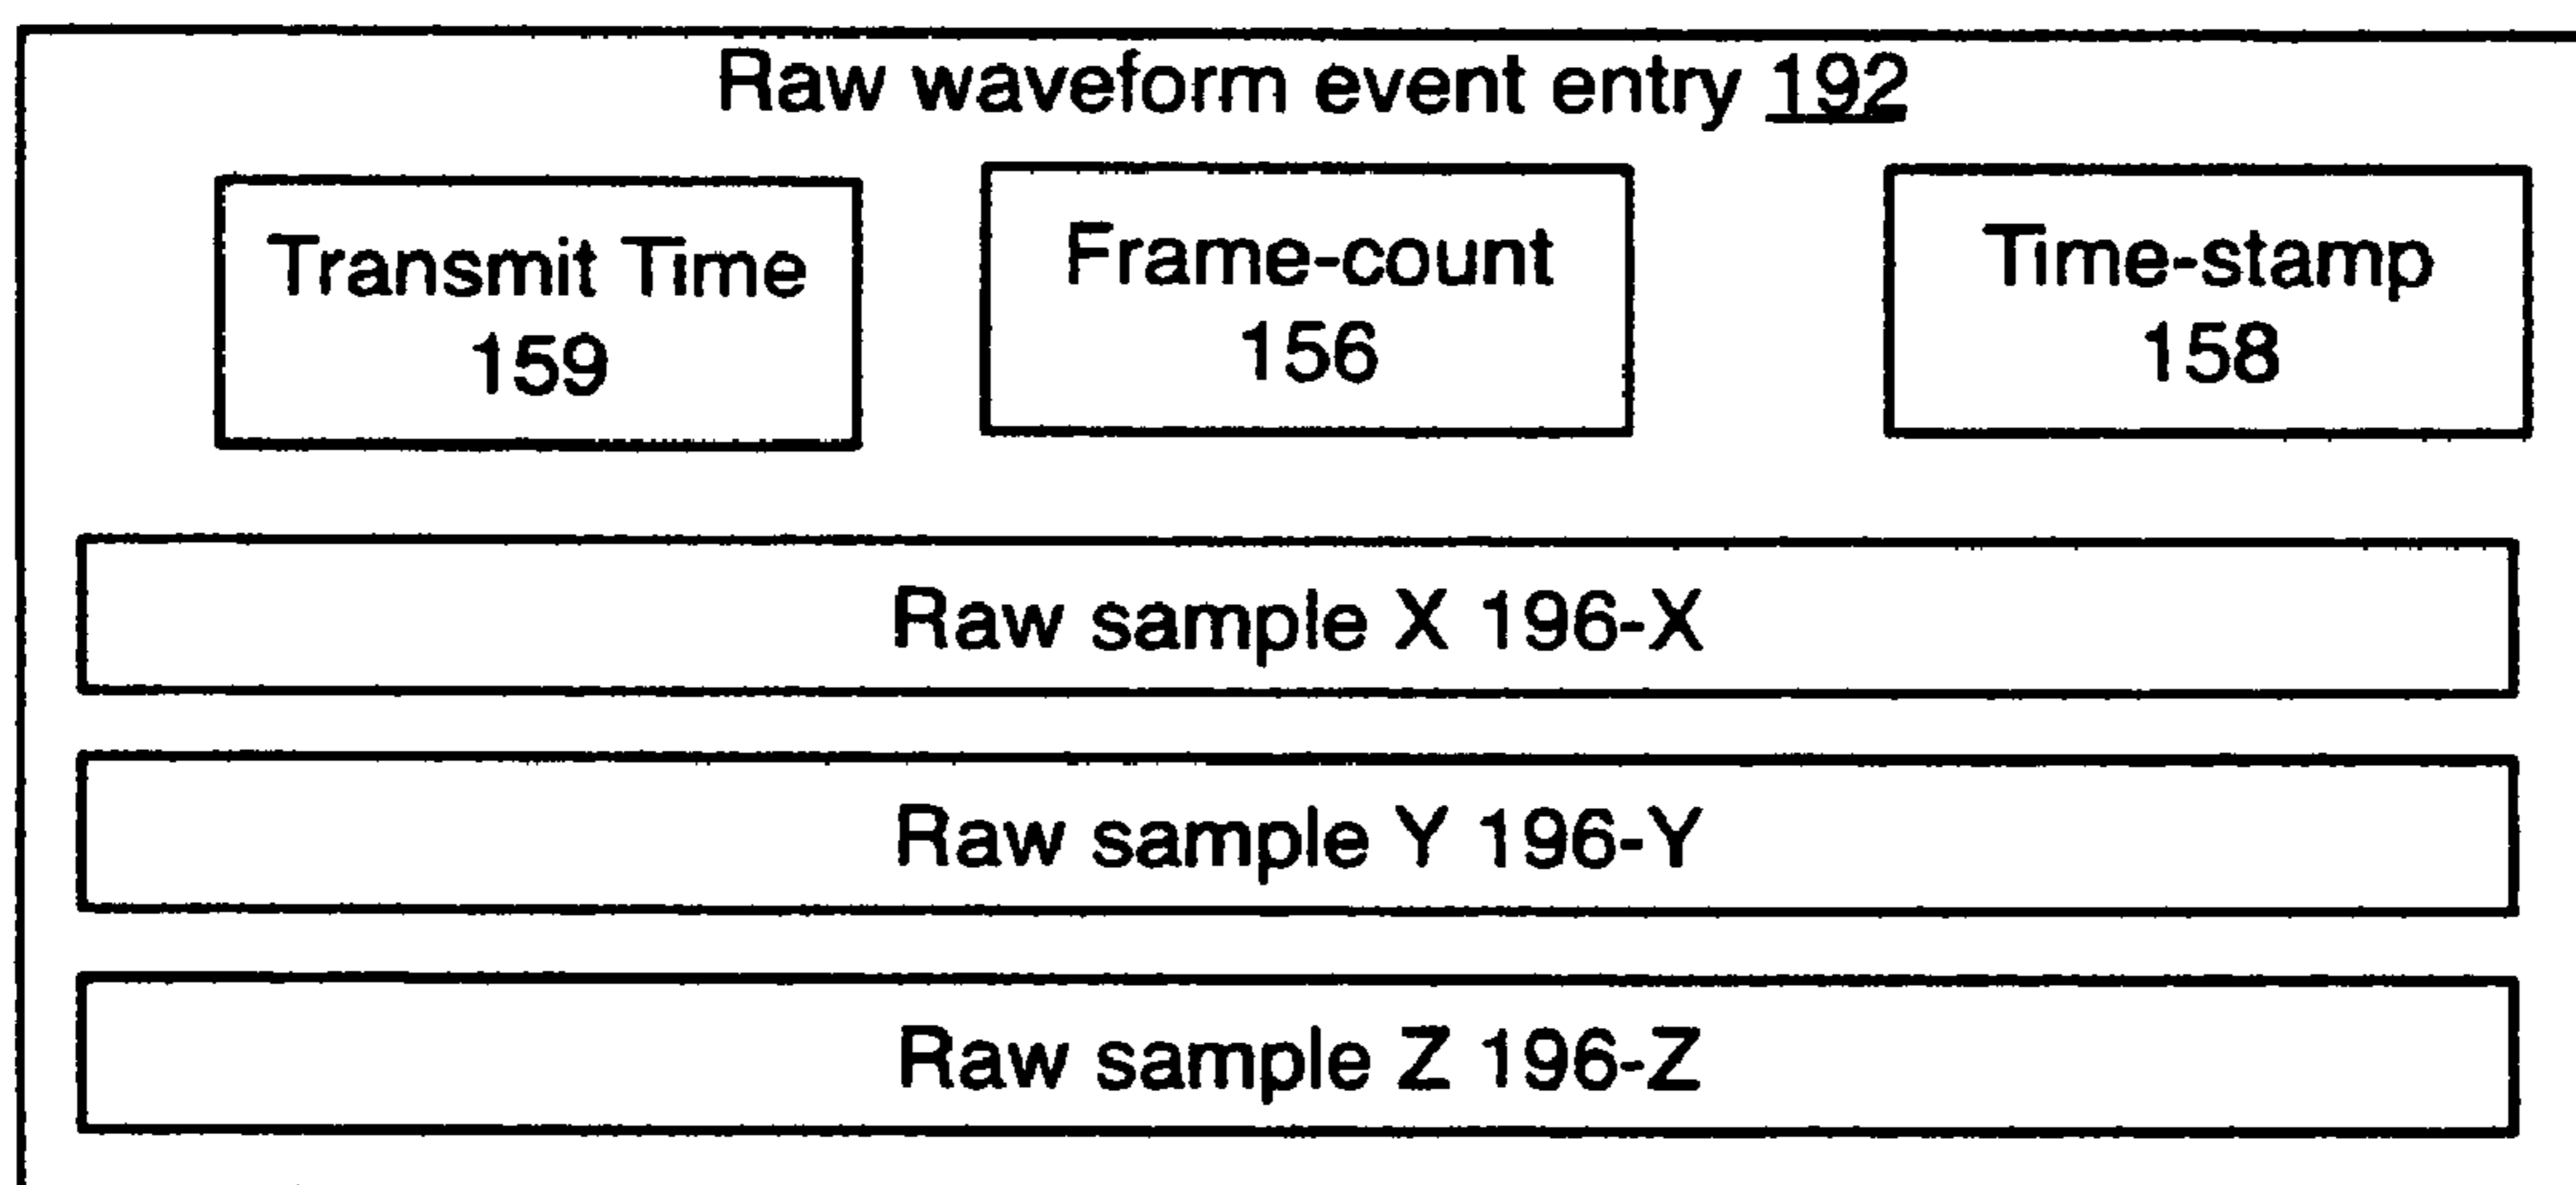 Raw waveform event entry 192
Transmit Time
159
Frame-count
156
Time-stamp
158
Raw sample X 196-X
Raw sample Y 196-Y
Raw sample Z 196-Z